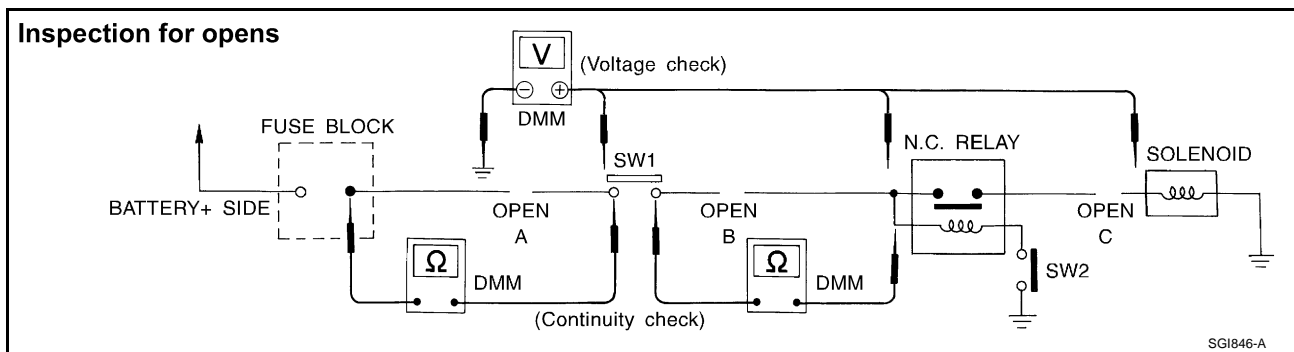 Inspection for opens
V
(Voltage check)
DMM
FUSE BLOCK
N.C. RELAY
SW1
SOLENOID
BATTERY+ SIDE
OPEN
A
OPEN
B
OPEN
C
Ω
DMM
Ω
DMM
SW2
(Continuity check)
SGI846-A